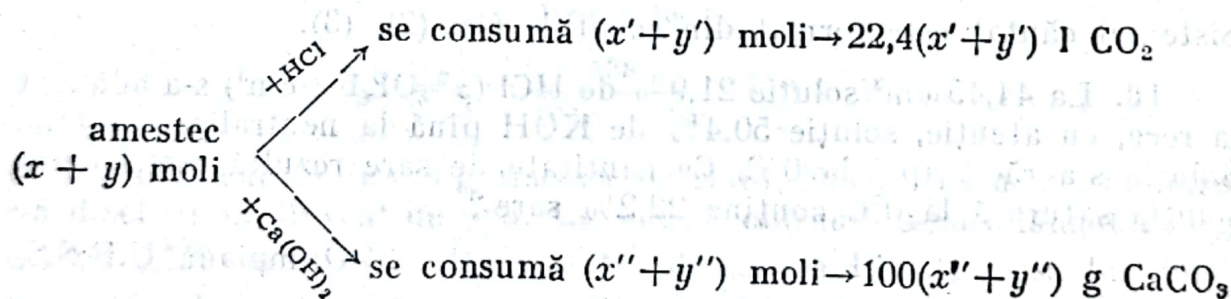 se consumă (x′+y′) moli→22,4(x′+y′) l CO₂
+HCl
amestec
(x + y) moli
+Ca(OH)₂
se consumă (x″+y″) moli→100(x″+y″) g CaCO₃